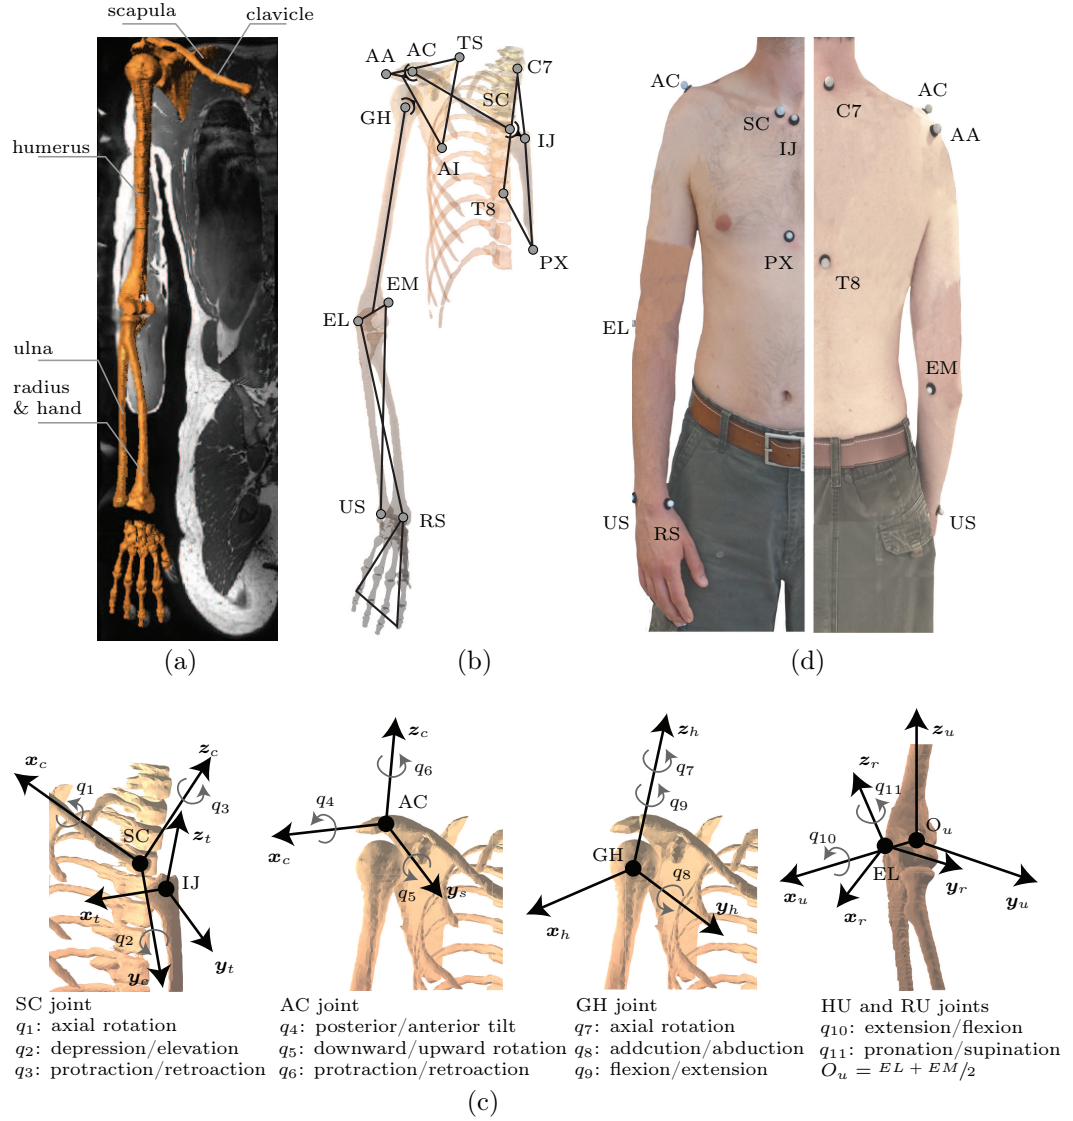 scapula
clavicle
humerus
ulna
radius
& hand
(a)
AA
AC
TS
C7
GH
SC
IJ
AI
T8
PX
EM
EL
US
RS
(b)
AC
SC
IJ
C7
AC
AA
PX
T8
EL
EM
US
RS
US
(d)
x_c
q_1
z_c
q_3
SC
z_t
IJ
x_t
q_2
y_c
y_t
SC joint
q_1: axial rotation
q_2: depression/elevation
q_3: protraction/retroaction
z_c
q_6
q_4
AC
x_c
q_5
y_s
AC joint
q_4: posterior/anterior tilt
q_5: downward/upward rotation
q_6: protraction/retroaction
z_h
q_7
q_9
GH
q_8
x_h
y_h
GH joint
q_7: axial rotation
q_8: addcution/abduction
q_9: flexion/extension
z_u
z_r
q_11
q_10
O_u
EL
x_u
y_r
x_r
y_u
HU and RU joints
q_10: extension/flexion
q_11: pronation/supination
O_u = EL + EM/2
(c)